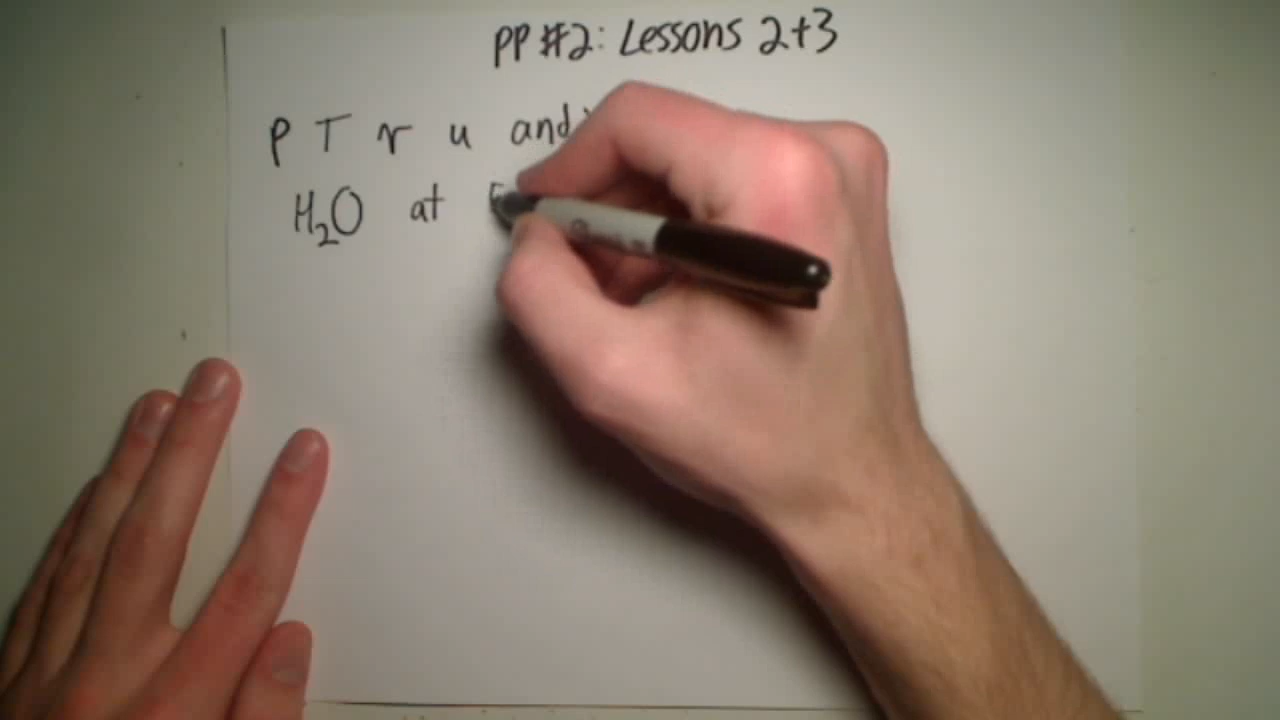 PP #2: Lessons 2+3
P T r u and
H₂O at